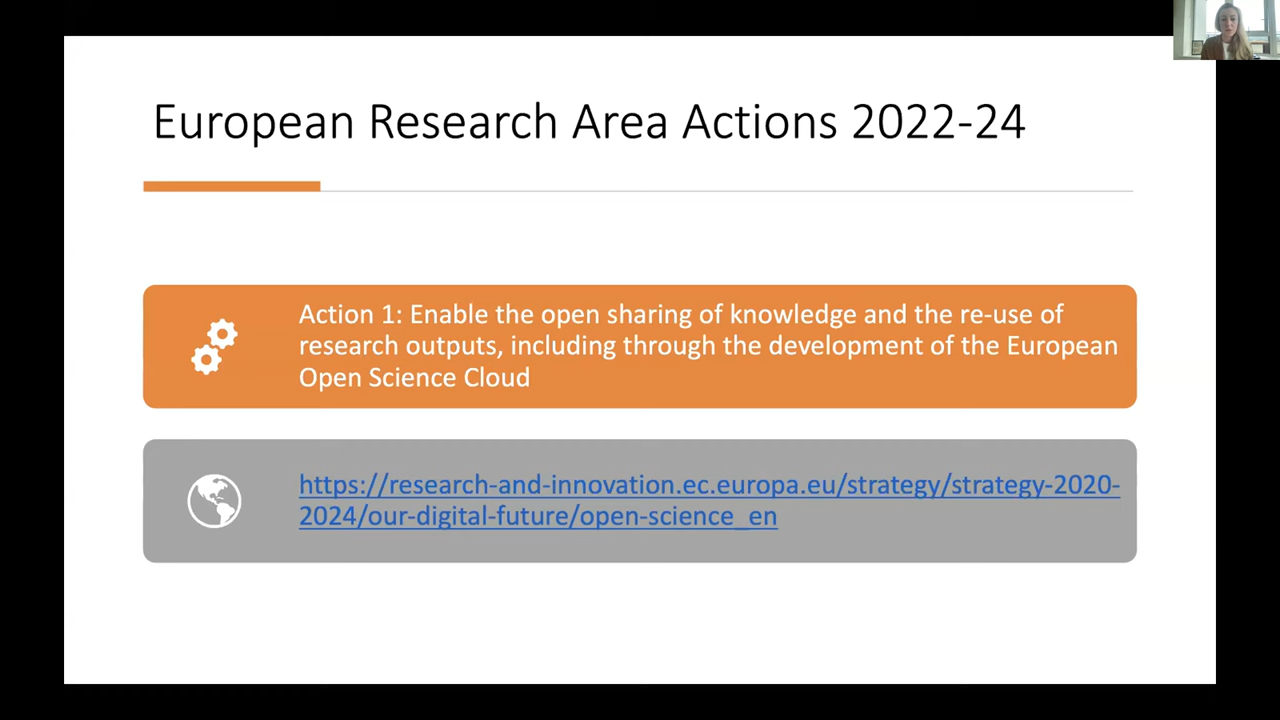 European Research Area Actions 2022-24
Action 1: Enable the open sharing of knowledge and the re-use of
research outputs, including through the development of the European
Open Science Cloud
https://research-and-innovation.ec.europa.eu/strategy/strategy-2020-
2024/our-digital-future/open-science_en